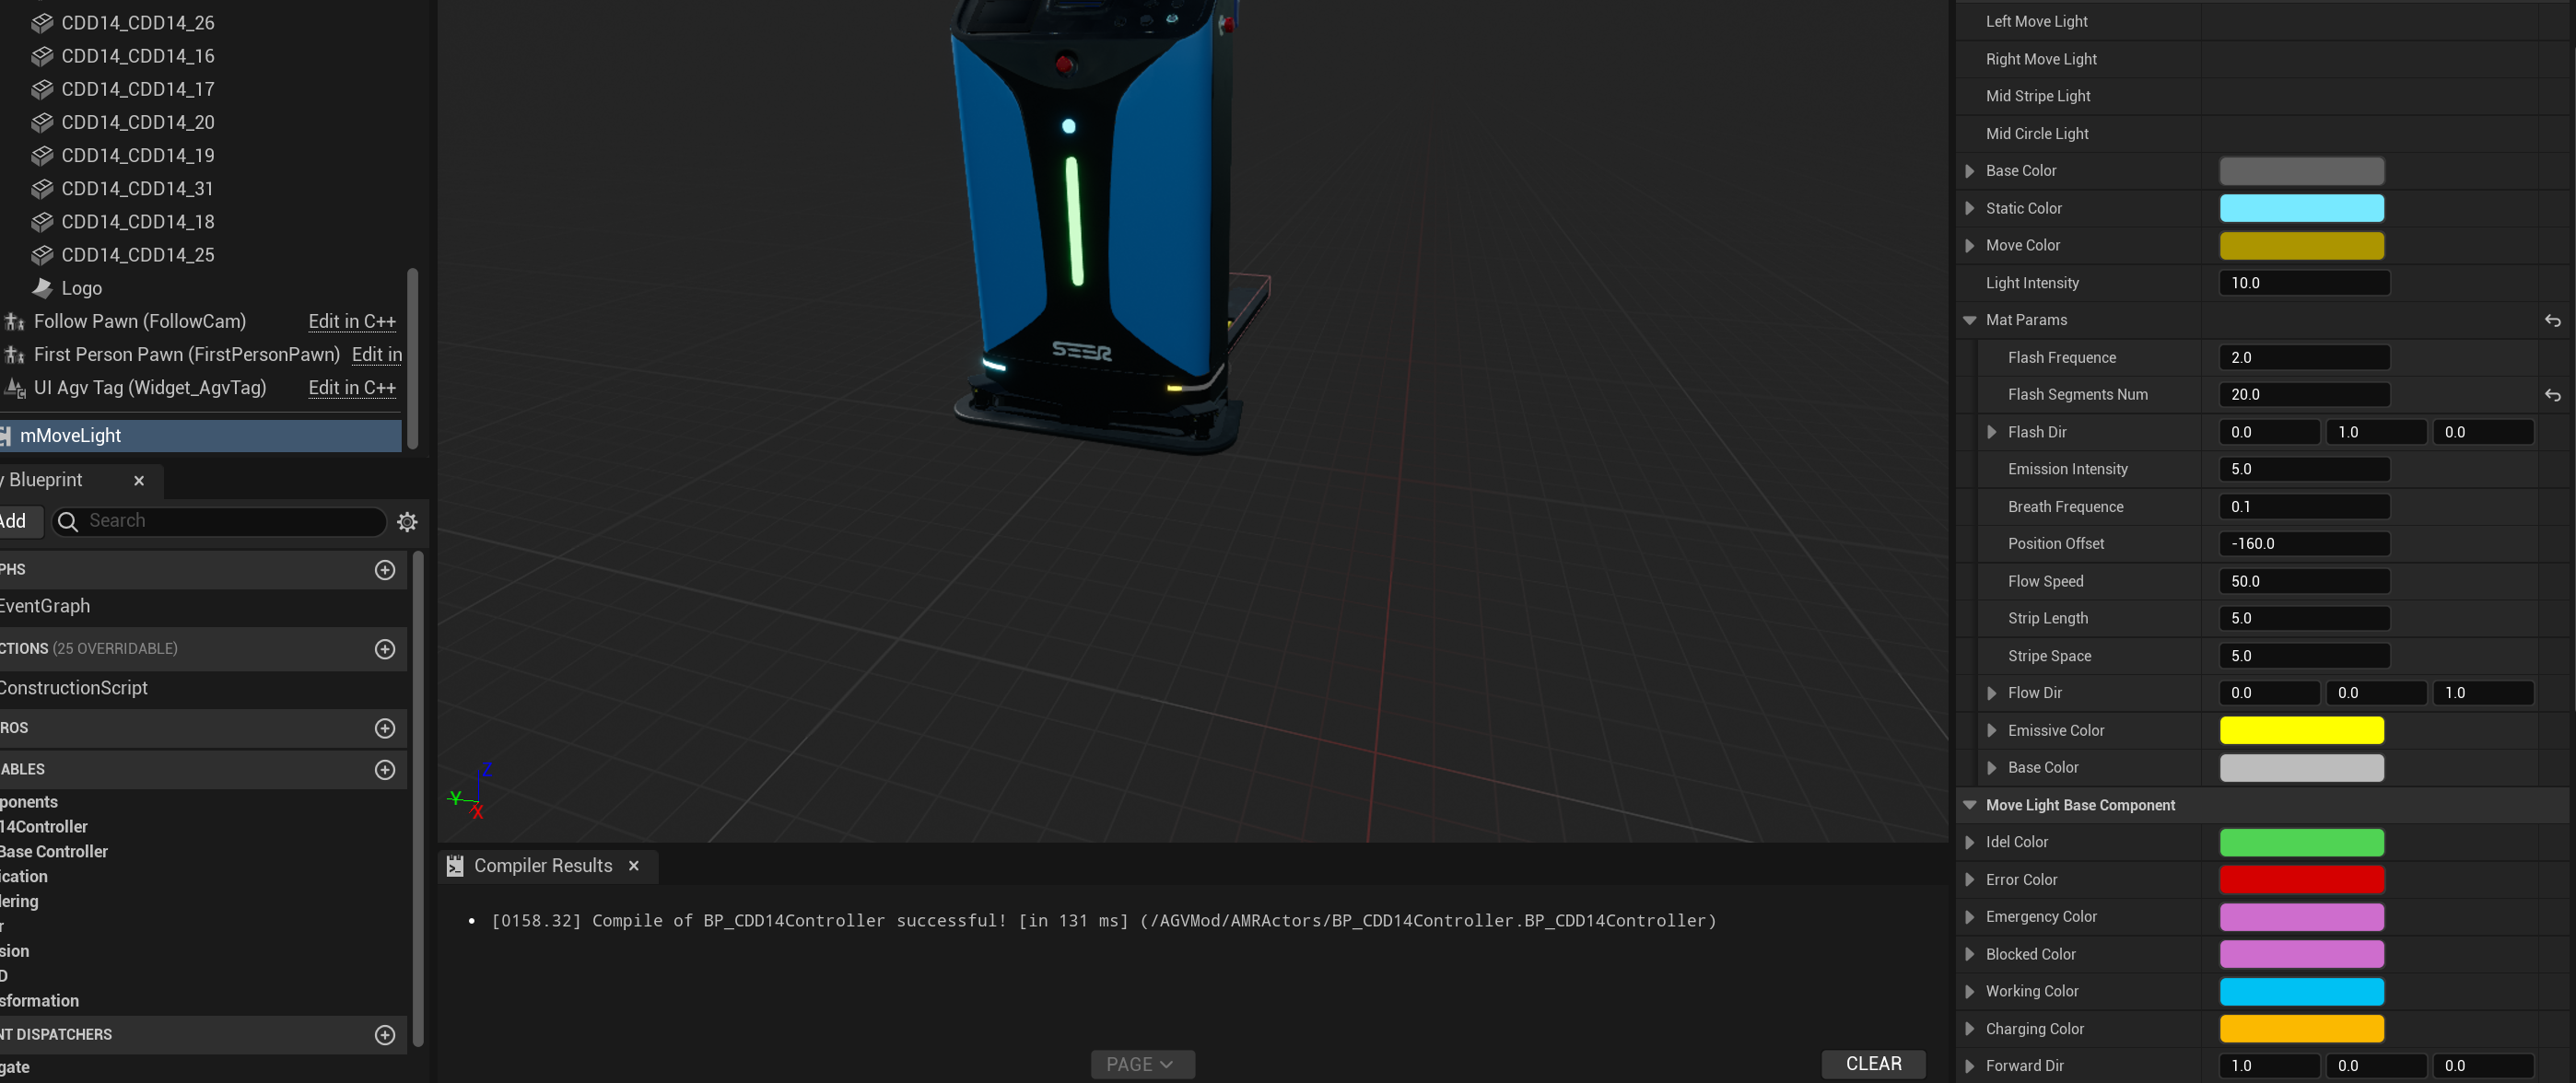 CDD14_CDD14_26
CDD14_CDD14_16
CDD14_CDD14_17
CDD14_CDD14_20
CDD14_CDD14_19
CDD14_CDD14_31
CDD14_CDD14_18
CDD14_CDD14_25
Logo
Follow Pawn (FollowCam) Edit in C++
First Person Pawn (FirstPersonPawn) Edit in
UI Agv Tag (Widget_AgvTag) Edit in C++
mMoveLight
y Blueprint
Add Search
PHS
EventGraph
CTIONS (25 OVERRIDABLE)
ConstructionScript
ROS
ABLES
ponents
14Controller
Base Controller
ication
lering
r
sion
D
sformation
NT DISPATCHERS
gate
SEER
Z
Y
X
Compiler Results
• [0158.32] Compile of BP_CDD14Controller successful! [in 131 ms] (/AGVMod/AMRActors/BP_CDD14Controller.BP_CDD14Controller)
PAGE CLEAR
Left Move Light
Right Move Light
Mid Stripe Light
Mid Circle Light
Base Color
Static Color
Move Color
Light Intensity 10.0
Mat Params
Flash Frequence 2.0
Flash Segments Num 20.0
Flash Dir 0.0 1.0 0.0
Emission Intensity 5.0
Breath Frequence 0.1
Position Offset -160.0
Flow Speed 50.0
Strip Length 5.0
Stripe Space 5.0
Flow Dir 0.0 0.0 1.0
Emissive Color
Base Color
Move Light Base Component
Idel Color
Error Color
Emergency Color
Blocked Color
Working Color
Charging Color
Forward Dir 1.0 0.0 0.0